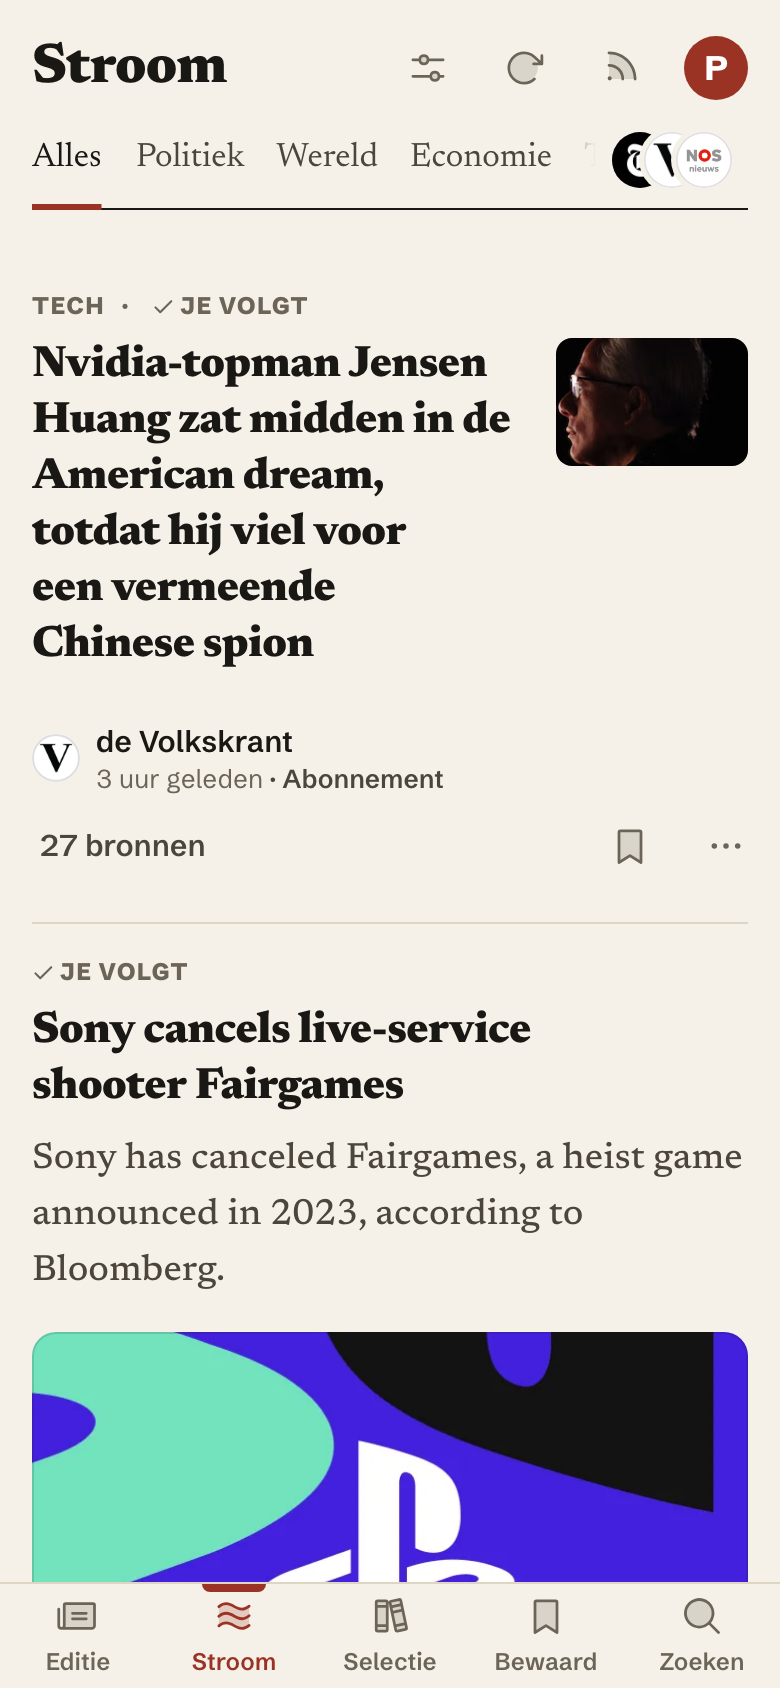 Stroom
P
Alles Politiek Wereld Economie
V NOS nieuws
TECH · JE VOLGT
Nvidia-topman Jensen
Huang zat midden in de
American dream,
totdat hij viel voor
een vermeende
Chinese spion
V
de Volkskrant
3 uur geleden · Abonnement
27 bronnen
JE VOLGT
Sony cancels live-service
shooter Fairgames
Sony has canceled Fairgames, a heist game
announced in 2023, according to
Bloomberg.
Editie Stroom Selectie Bewaard Zoeken